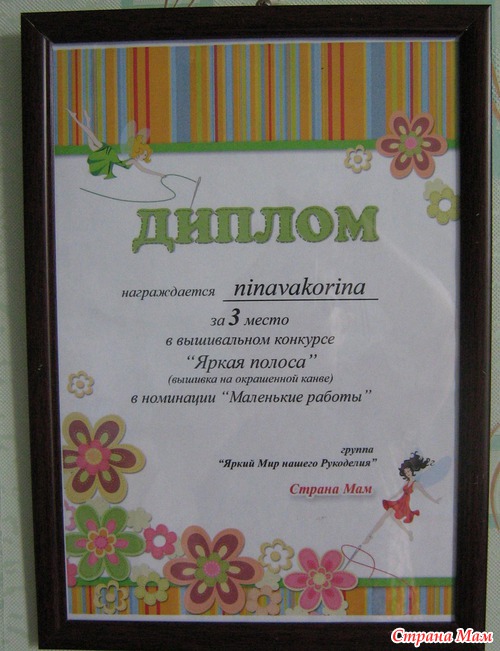 ДИПЛОМ
награждается ninavakorina
за 3 место
в вышивальном конкурсе
“Яркая полоса”
(вышивка на окрашенной канве)
в номинации “Маленькие работы”
группа
“Яркий Мир нашего Рукоделия”
Страна Мам
Страна Мам